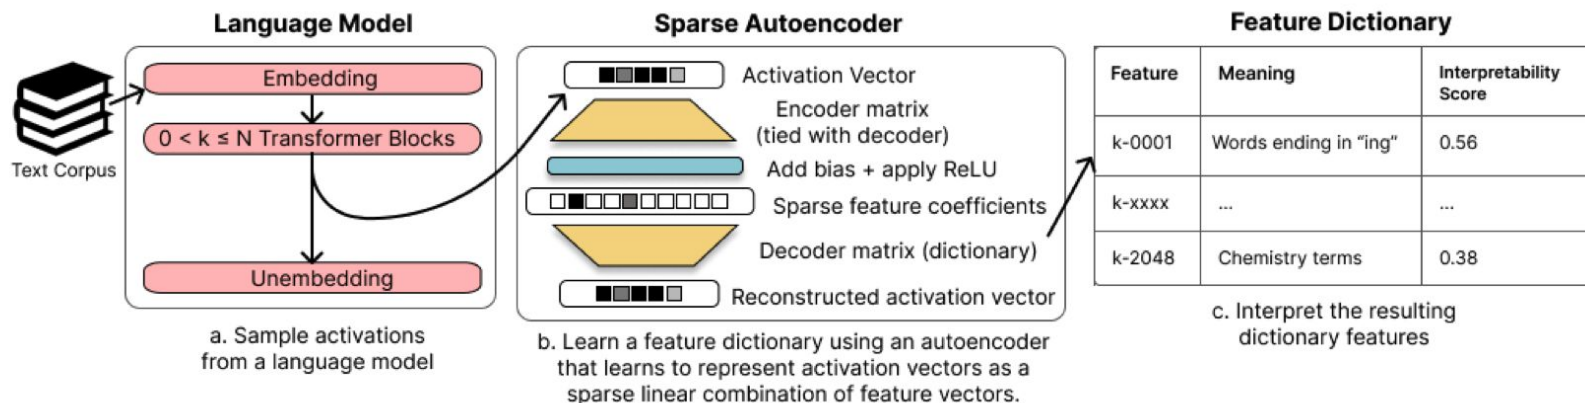 Language Model
Text Corpus
Embedding
0 < k ≤ N Transformer Blocks
Unembedding
a. Sample activations
from a language model
Sparse Autoencoder
Activation Vector
Encoder matrix
(tied with decoder)
Add bias + apply ReLU
Sparse feature coefficients
Decoder matrix (dictionary)
Reconstructed activation vector
b. Learn a feature dictionary using an autoencoder
that learns to represent activation vectors as a
sparse linear combination of feature vectors.
Feature Dictionary
Feature Meaning Interpretability
Score
k-0001 Words ending in “ing“ 0.56
k-xxxx ... ...
k-2048 Chemistry terms 0.38
c. Interpret the resulting
dictionary features